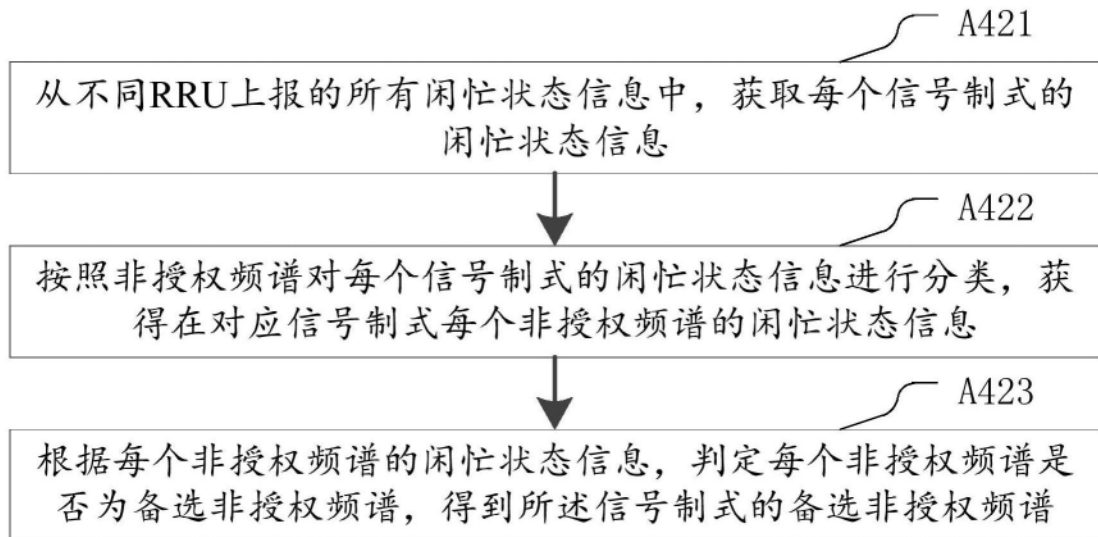 A421
从不同RRU上报的所有闲忙状态信息中，获取每个信号制式的
闲忙状态信息
A422
按照非授权频谱对每个信号制式的闲忙状态信息进行分类，获
得在对应信号制式每个非授权频谱的闲忙状态信息
A423
根据每个非授权频谱的闲忙状态信息，判定每个非授权频谱是
否为备选非授权频谱，得到所述信号制式的备选非授权频谱